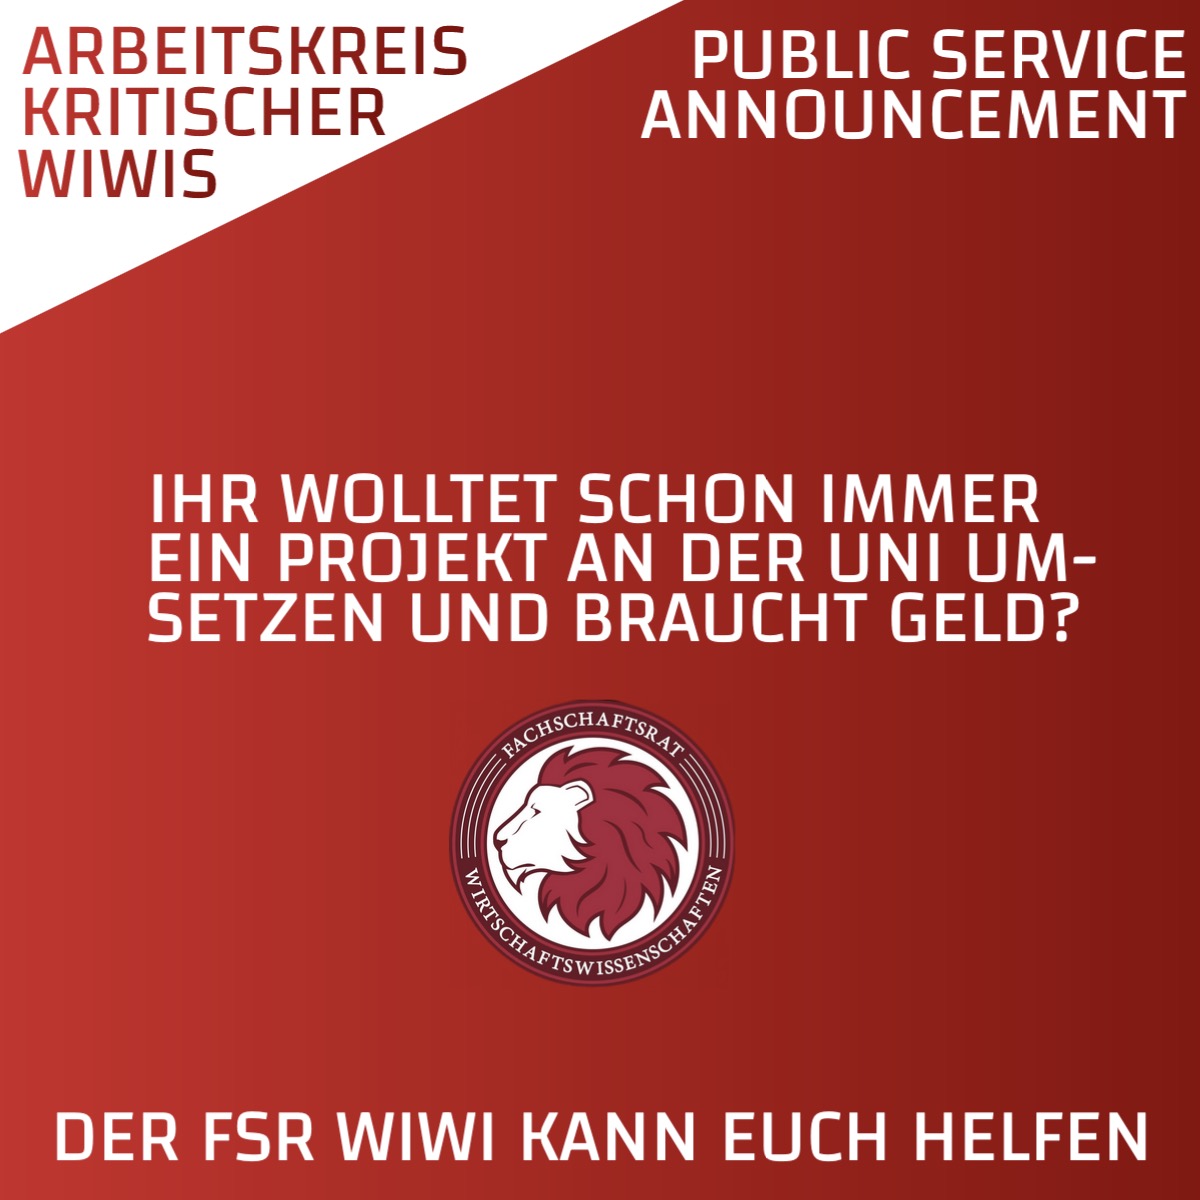 ARBEITSKREIS
KRITISCHER
WIWIS
PUBLIC SERVICE
ANNOUNCEMENT
IHR WOLLTET SCHON IMMER
EIN PROJEKT AN DER UNI UM-
SETZEN UND BRAUCHT GELD?
FACHSCHAFTSRAT
WIRTSCHAFTSWISSENSCHAFTEN
DER FSR WIWI KANN EUCH HELFEN